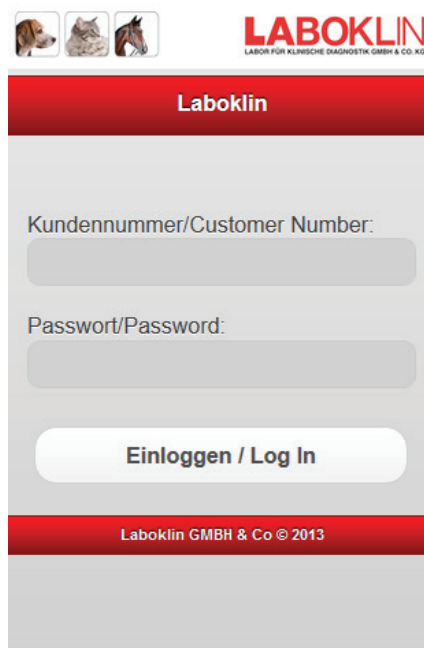 LABOKLIN
LABOR FÜR KLINISCHE DIAGNOSTIK GMBH & CO. KG
Laboklin
Kundennummer/Customer Number:
Passwort/Password:
Einloggen / Log In
Laboklin GMBH & Co © 2013